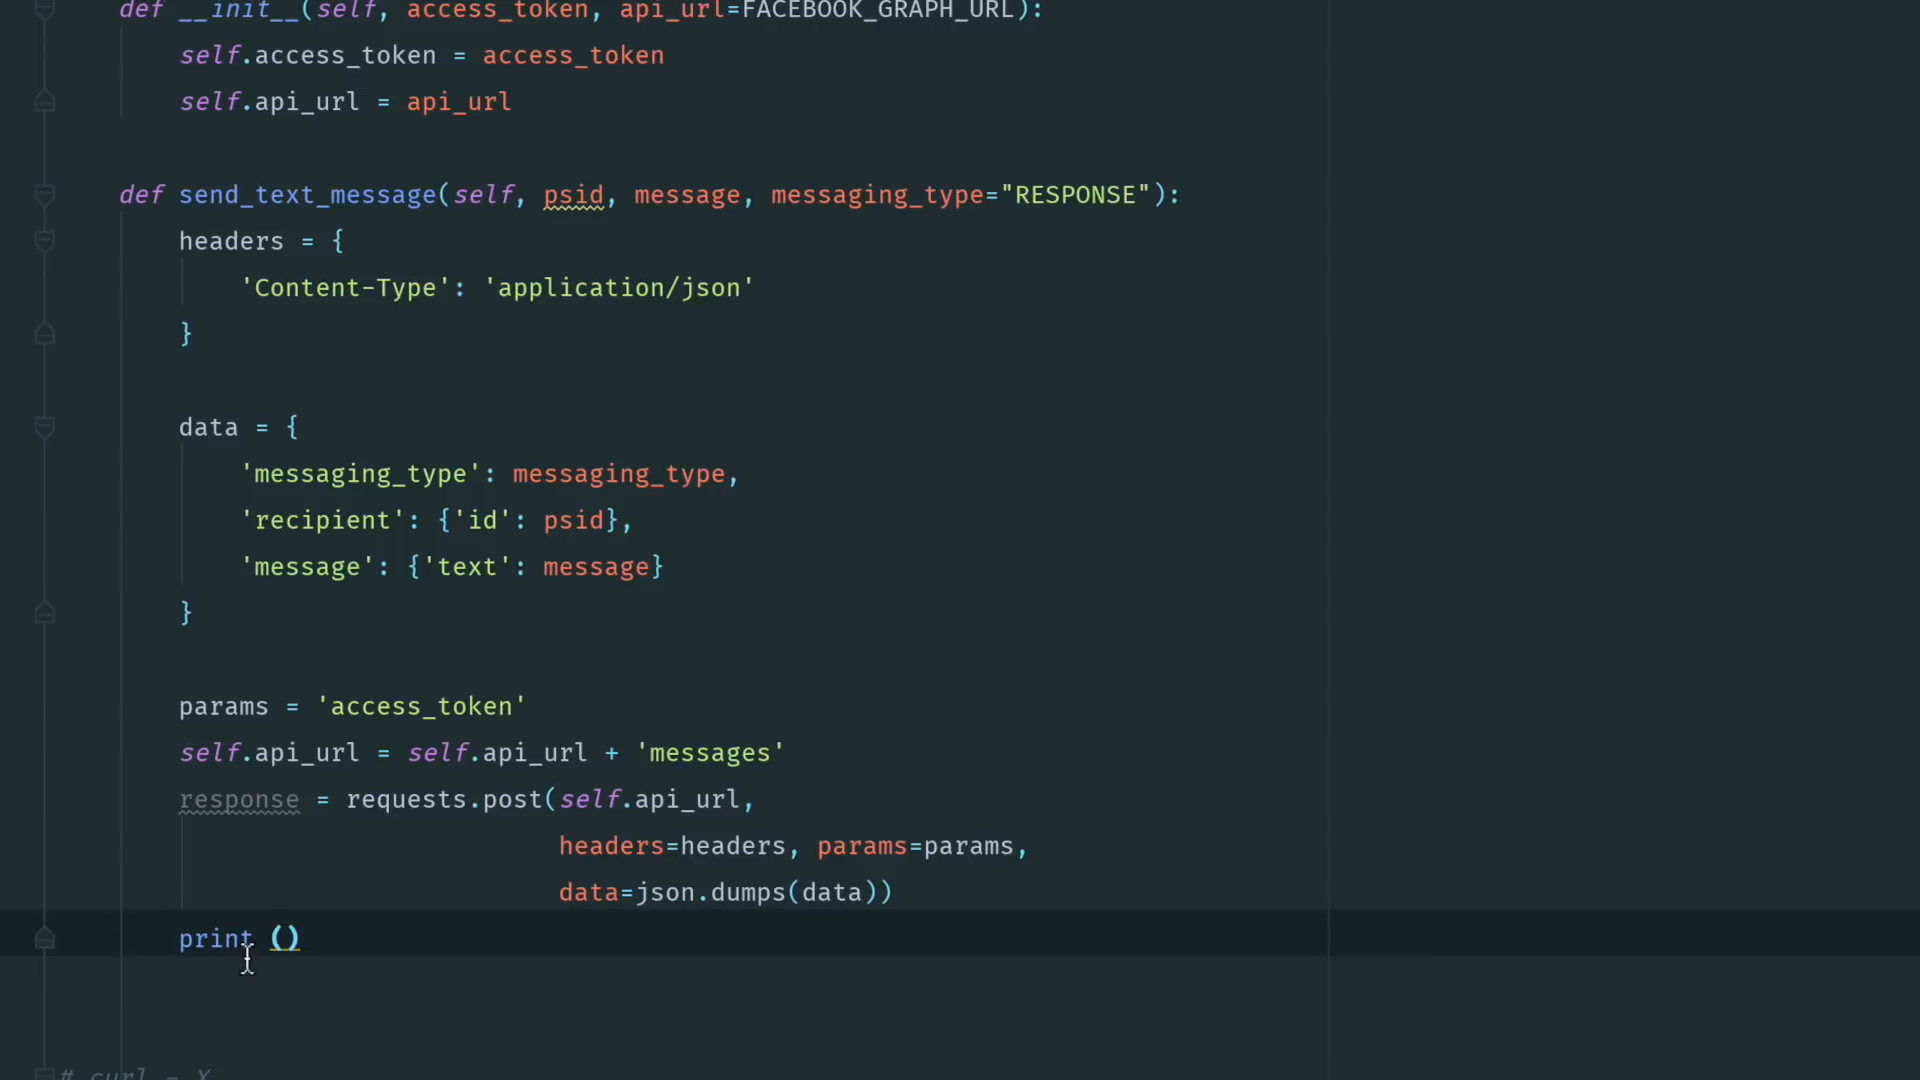 def __init__(self, access_token, api_url=FACEBOOK_GRAPH_URL):
self.access_token = access_token
self.api_url = api_url
def send_text_message(self, psid, message, messaging_type="RESPONSE"):
headers = {
'Content-Type': 'application/json'
}
data = {
'messaging_type': messaging_type,
'recipient': {'id': psid},
'message': {'text': message}
}
params = 'access_token'
self.api_url = self.api_url + 'messages'
response = requests.post(self.api_url,
headers=headers, params=params,
data=json.dumps(data))
print ()
# curl - X